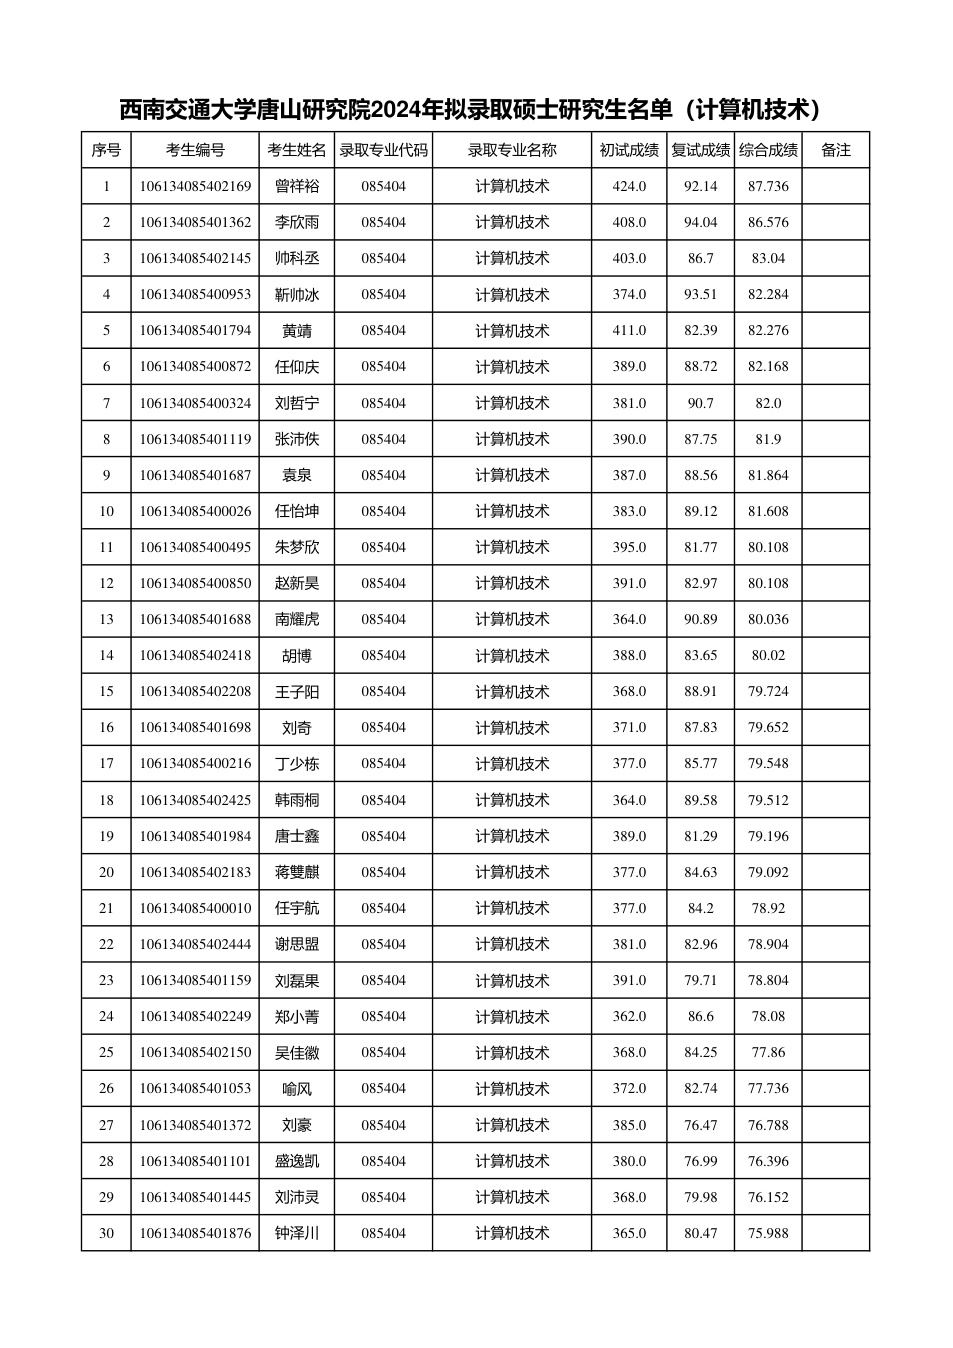 西南交通大学唐山研究院2024年拟录取硕士研究生名单（计算机技术）
序号 考生编号 考生姓名 录取专业代码 录取专业名称 初试成绩 复试成绩 综合成绩 备注
1 106134085402169 曾祥裕 085404 计算机技术 424.0 92.14 87.736
2 106134085401362 李欣雨 085404 计算机技术 408.0 94.04 86.576
3 106134085402145 帅科丞 085404 计算机技术 403.0 86.7 83.04
4 106134085400953 靳帅冰 085404 计算机技术 374.0 93.51 82.284
5 106134085401794 黄靖 085404 计算机技术 411.0 82.39 82.276
6 106134085400872 任仰庆 085404 计算机技术 389.0 88.72 82.168
7 106134085400324 刘哲宁 085404 计算机技术 381.0 90.7 82.0
8 106134085401119 张沛佚 085404 计算机技术 390.0 87.75 81.9
9 106134085401687 袁泉 085404 计算机技术 387.0 88.56 81.864
10 106134085400026 任怡坤 085404 计算机技术 383.0 89.12 81.608
11 106134085400495 朱梦欣 085404 计算机技术 395.0 81.77 80.108
12 106134085400850 赵新昊 085404 计算机技术 391.0 82.97 80.108
13 106134085401688 南耀虎 085404 计算机技术 364.0 90.89 80.036
14 106134085402418 胡博 085404 计算机技术 388.0 83.65 80.02
15 106134085402208 王子阳 085404 计算机技术 368.0 88.91 79.724
16 106134085401698 刘奇 085404 计算机技术 371.0 87.83 79.652
17 106134085400216 丁少栋 085404 计算机技术 377.0 85.77 79.548
18 106134085402425 韩雨桐 085404 计算机技术 364.0 89.58 79.512
19 106134085401984 唐士鑫 085404 计算机技术 389.0 81.29 79.196
20 106134085402183 蒋雙麒 085404 计算机技术 377.0 84.63 79.092
21 106134085400010 任宇航 085404 计算机技术 377.0 84.2 78.92
22 106134085402444 谢思盟 085404 计算机技术 381.0 82.96 78.904
23 106134085401159 刘磊果 085404 计算机技术 391.0 79.71 78.804
24 106134085402249 郑小菁 085404 计算机技术 362.0 86.6 78.08
25 106134085402150 吴佳徽 085404 计算机技术 368.0 84.25 77.86
26 106134085401053 喻风 085404 计算机技术 372.0 82.74 77.736
27 106134085401372 刘豪 085404 计算机技术 385.0 76.47 76.788
28 106134085401101 盛逸凯 085404 计算机技术 380.0 76.99 76.396
29 106134085401445 刘沛灵 085404 计算机技术 368.0 79.98 76.152
30 106134085401876 钟泽川 085404 计算机技术 365.0 80.47 75.988